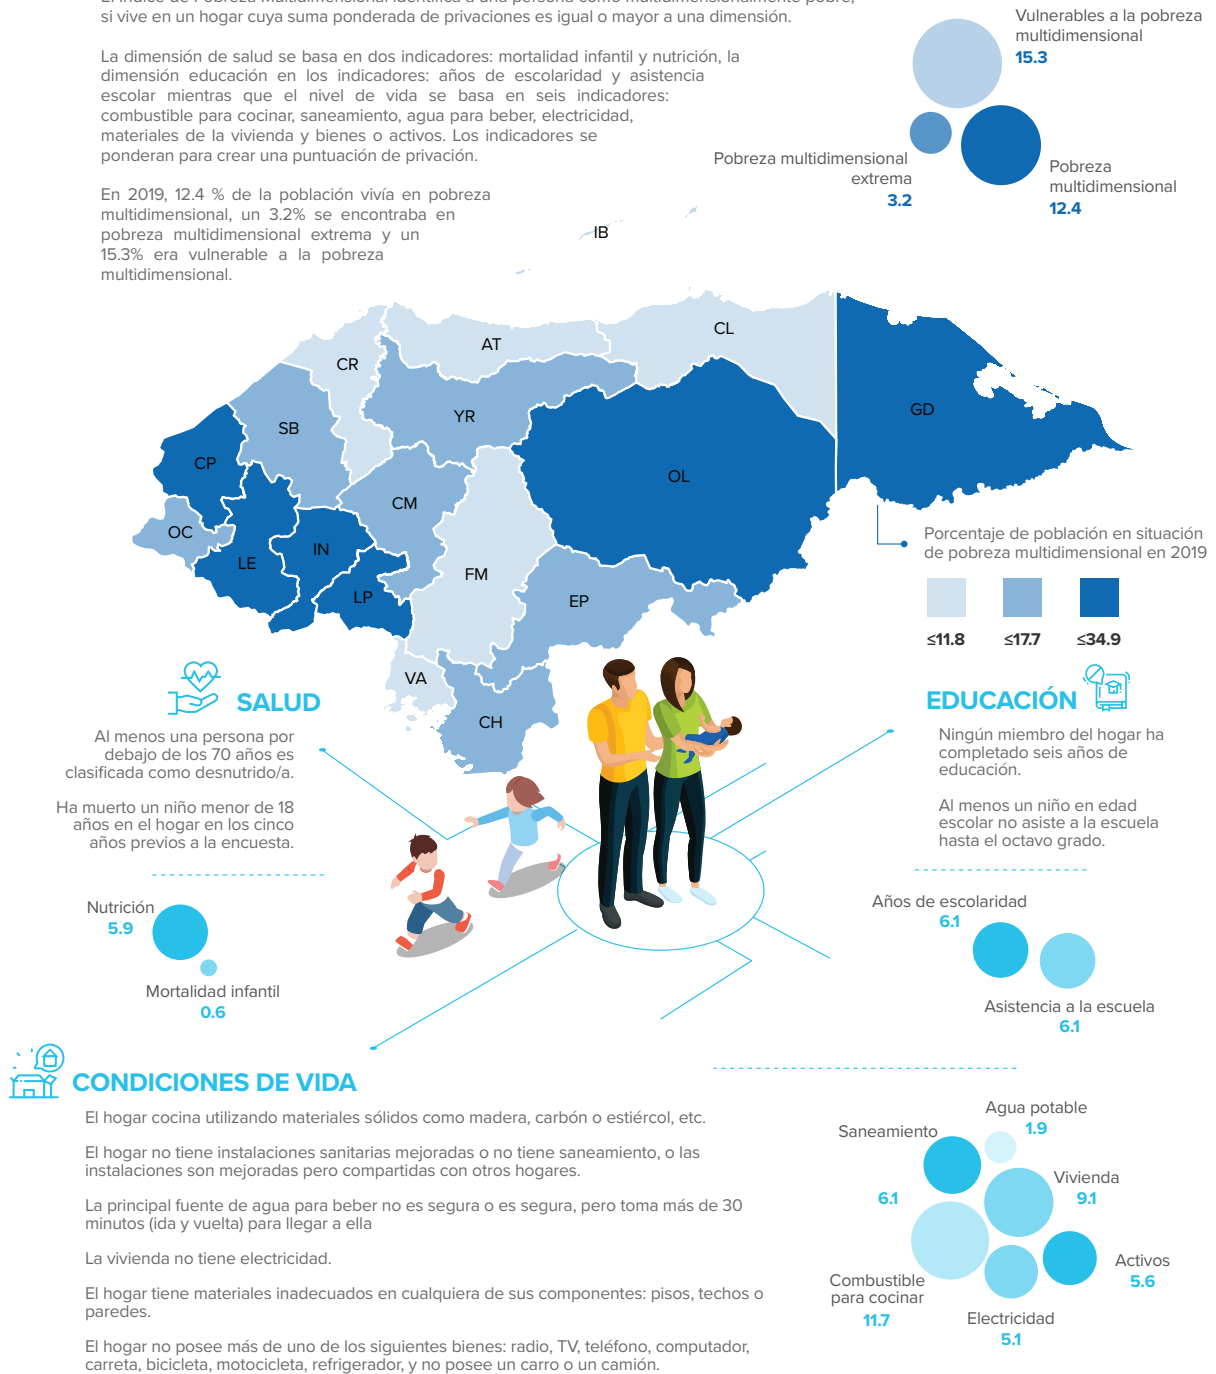 El Índice de Pobreza Multidimensional identifica a una persona como multidimensionalmente pobre,
si vive en un hogar cuya suma ponderada de privaciones es igual o mayor a una dimensión.
La dimensión de salud se basa en dos indicadores: mortalidad infantil y nutrición, la
dimensión educación en los indicadores: años de escolaridad y asistencia
escolar mientras que el nivel de vida se basa en seis indicadores:
combustible para cocinar, saneamiento, agua para beber, electricidad,
materiales de la vivienda y bienes o activos. Los indicadores se
ponderan para crear una puntuación de privación.
En 2019, 12.4 % de la población vivía en pobreza
multidimensional, un 3.2% se encontraba en
pobreza multidimensional extrema y un
15.3% era vulnerable a la pobreza
multidimensional.
Vulnerables a la pobreza
multidimensional
15.3
Pobreza multidimensional
extrema
3.2
Pobreza
multidimensional
12.4
IB
CL
AT
CR
GD
YR
SB
CP
OL
CM
OC
IN
LE
FM
LP
EP
VA
CH
Porcentaje de población en situación
de pobreza multidimensional en 2019
≤11.8
≤17.7
≤34.9
SALUD
Al menos una persona por
debajo de los 70 años es
clasificada como desnutrido/a.
Ha muerto un niño menor de 18
años en el hogar en los cinco
años previos a la encuesta.
Nutrición
5.9
Mortalidad infantil
0.6
EDUCACIÓN
Ningún miembro del hogar ha
completado seis años de
educación.
Al menos un niño en edad
escolar no asiste a la escuela
hasta el octavo grado.
Años de escolaridad
6.1
Asistencia a la escuela
6.1
CONDICIONES DE VIDA
El hogar cocina utilizando materiales sólidos como madera, carbón o estiércol, etc.
El hogar no tiene instalaciones sanitarias mejoradas o no tiene saneamiento, o las
instalaciones son mejoradas pero compartidas con otros hogares.
La principal fuente de agua para beber no es segura o es segura, pero toma más de 30
minutos (ida y vuelta) para llegar a ella
La vivienda no tiene electricidad.
El hogar tiene materiales inadecuados en cualquiera de sus componentes: pisos, techos o
paredes.
El hogar no posee más de uno de los siguientes bienes: radio, TV, teléfono, computador,
carreta, bicicleta, motocicleta, refrigerador, y no posee un carro o un camión.
Agua potable
1.9
Saneamiento
6.1
Vivienda
9.1
Activos
5.6
Combustible
para cocinar
11.7
Electricidad
5.1